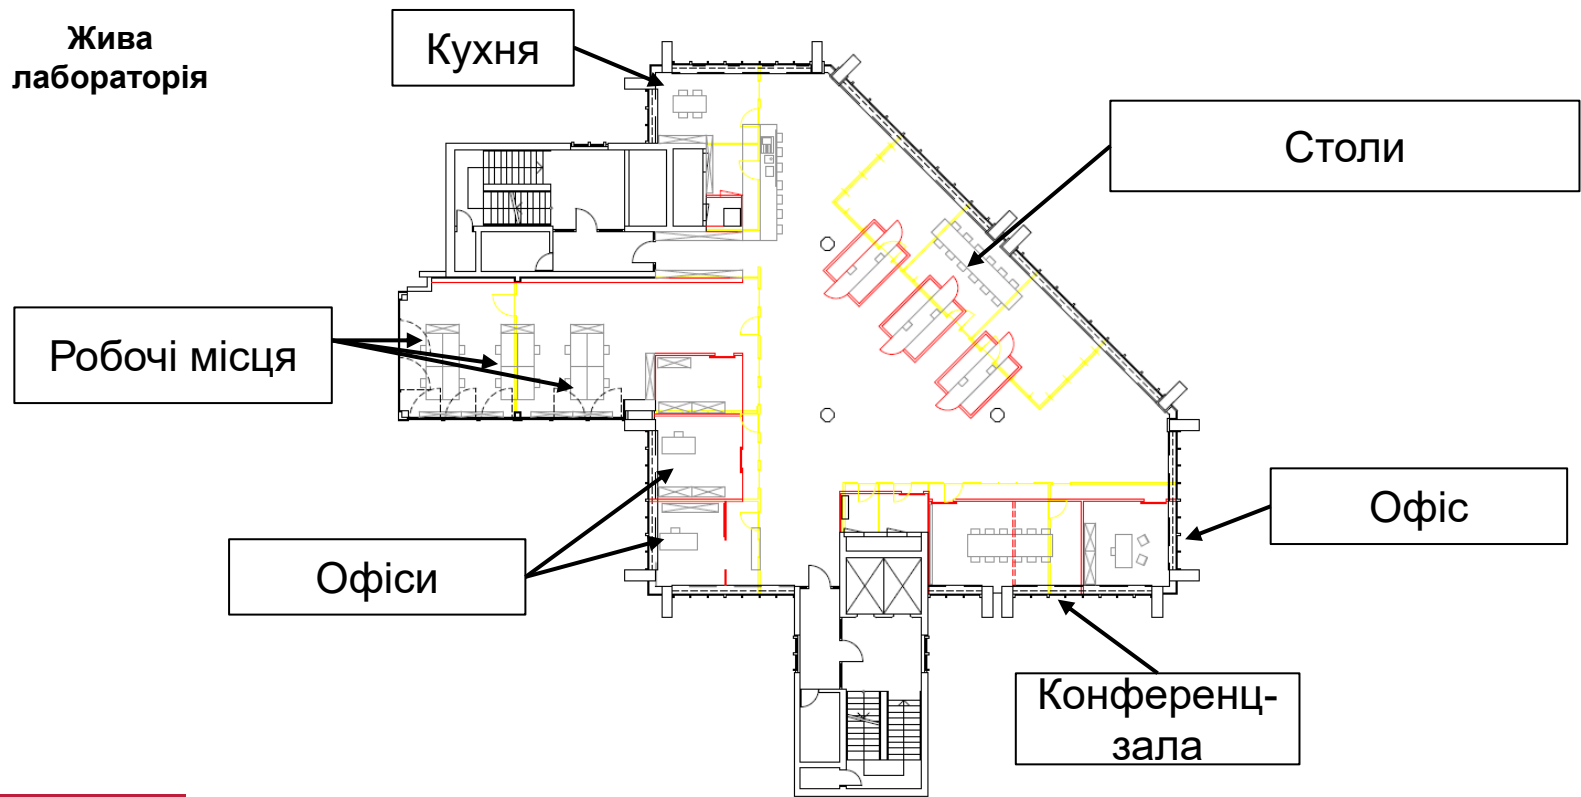 Жива
лабораторія
Кухня
Столи
Робочі місця
Офіс
Офіси
Конференц-
зала